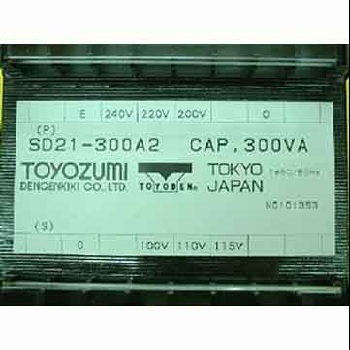 E 240V 220V 200V 0
(P)
SD21-300A2 CAP, 300VA
TOYOZUMI TOKYO
DENGENKIKI CO., LTD. TOYODEN JAPAN
NO101353
(S)
0 100V 110V 115V